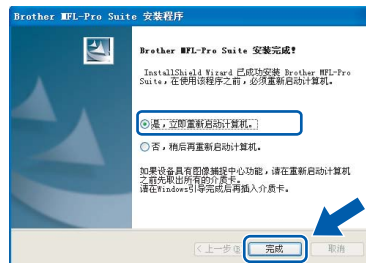 Brother MFL-Pro Suite 安装程序
Brother MFL-Pro Suite 安装完成!
InstallShield Wizard 已成功安装 Brother MFL-Pro
Suite,在使用该程序之前,必须重新启动计算机。
是,立即重新启动计算机。
否,稍后再重新启动计算机。
如果设备具有图像捕捉中心功能,请在重新启动计算机
之前先取出所有的介质卡。
请在Windows引导完成后再插入介质卡。
< 上一步(B)
完成
取消